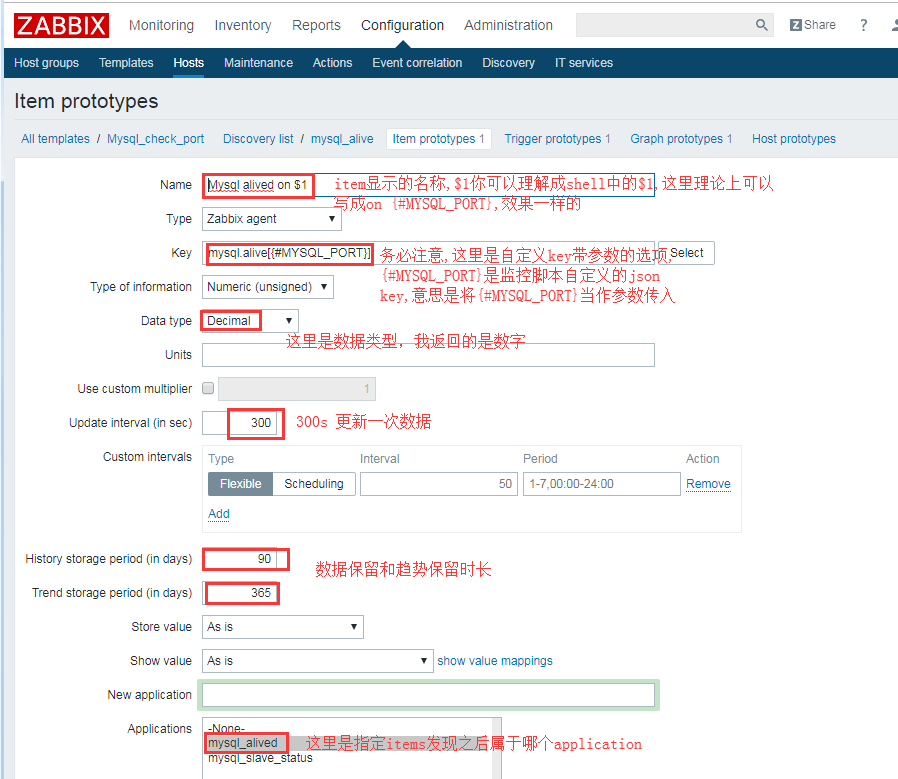 ZABBIX Monitoring Inventory Reports Configuration Administration Z Share ?
Host groups Templates Hosts Maintenance Actions Event correlation Discovery IT services
Item prototypes
All templates / Mysql_check_port Discovery list / mysql_alive Item prototypes 1 Trigger prototypes 1 Graph prototypes 1 Host prototypes
Name Mysql alived on $1 item显示的名称,$1你可以理解成shell中的$1,这里理论上可以
写成on {#MYSQL_PORT},效果一样的
Type Zabbix agent
Key mysql.alive[{#MYSQL_PORT}] 务必注意,这里是自定义key带参数的选项, Select
{#MYSQL_PORT}是监控脚本自定义的json
key,意思是将{#MYSQL_PORT}当作参数传入
Type of information Numeric (unsigned)
Data type Decimal
这里是数据类型，我返回的是数字
Units
Use custom multiplier 1
Update interval (in sec) 300 300s 更新一次数据
Custom intervals Type Interval Period Action
Flexible Scheduling 50 1-7,00:00-24:00 Remove
Add
History storage period (in days) 90
数据保留和趋势保留时长
Trend storage period (in days) 365
Store value As is
Show value As is show value mappings
New application
Applications -None-
mysql_alived 这里是指定items发现之后属于哪个application
mysql_slave_status